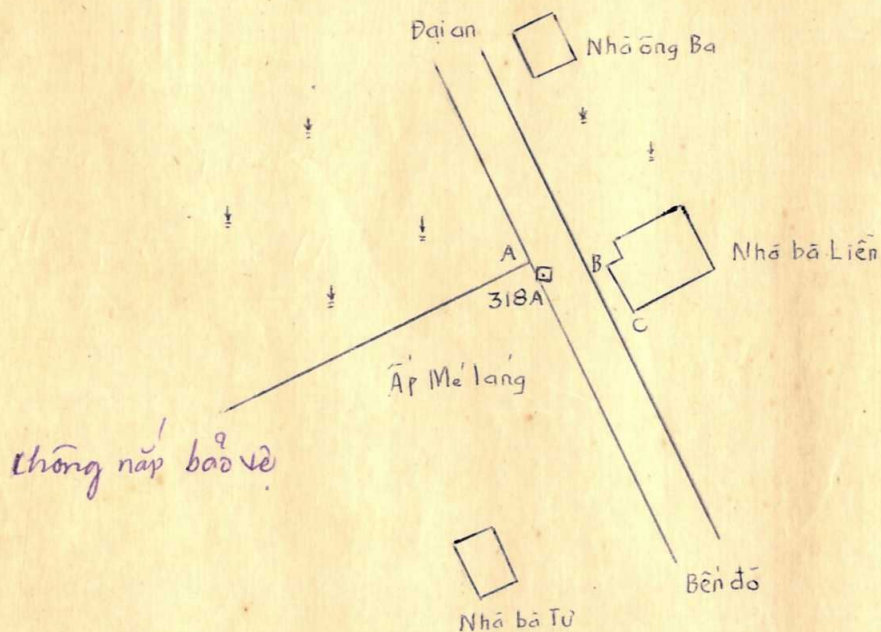 Đại an
Nhà ông Ba
A
B
Nhà bà Liên
318A
C
Ấp Mé láng
không nắp bảo vệ
Bến đò
Nhà bà Tư